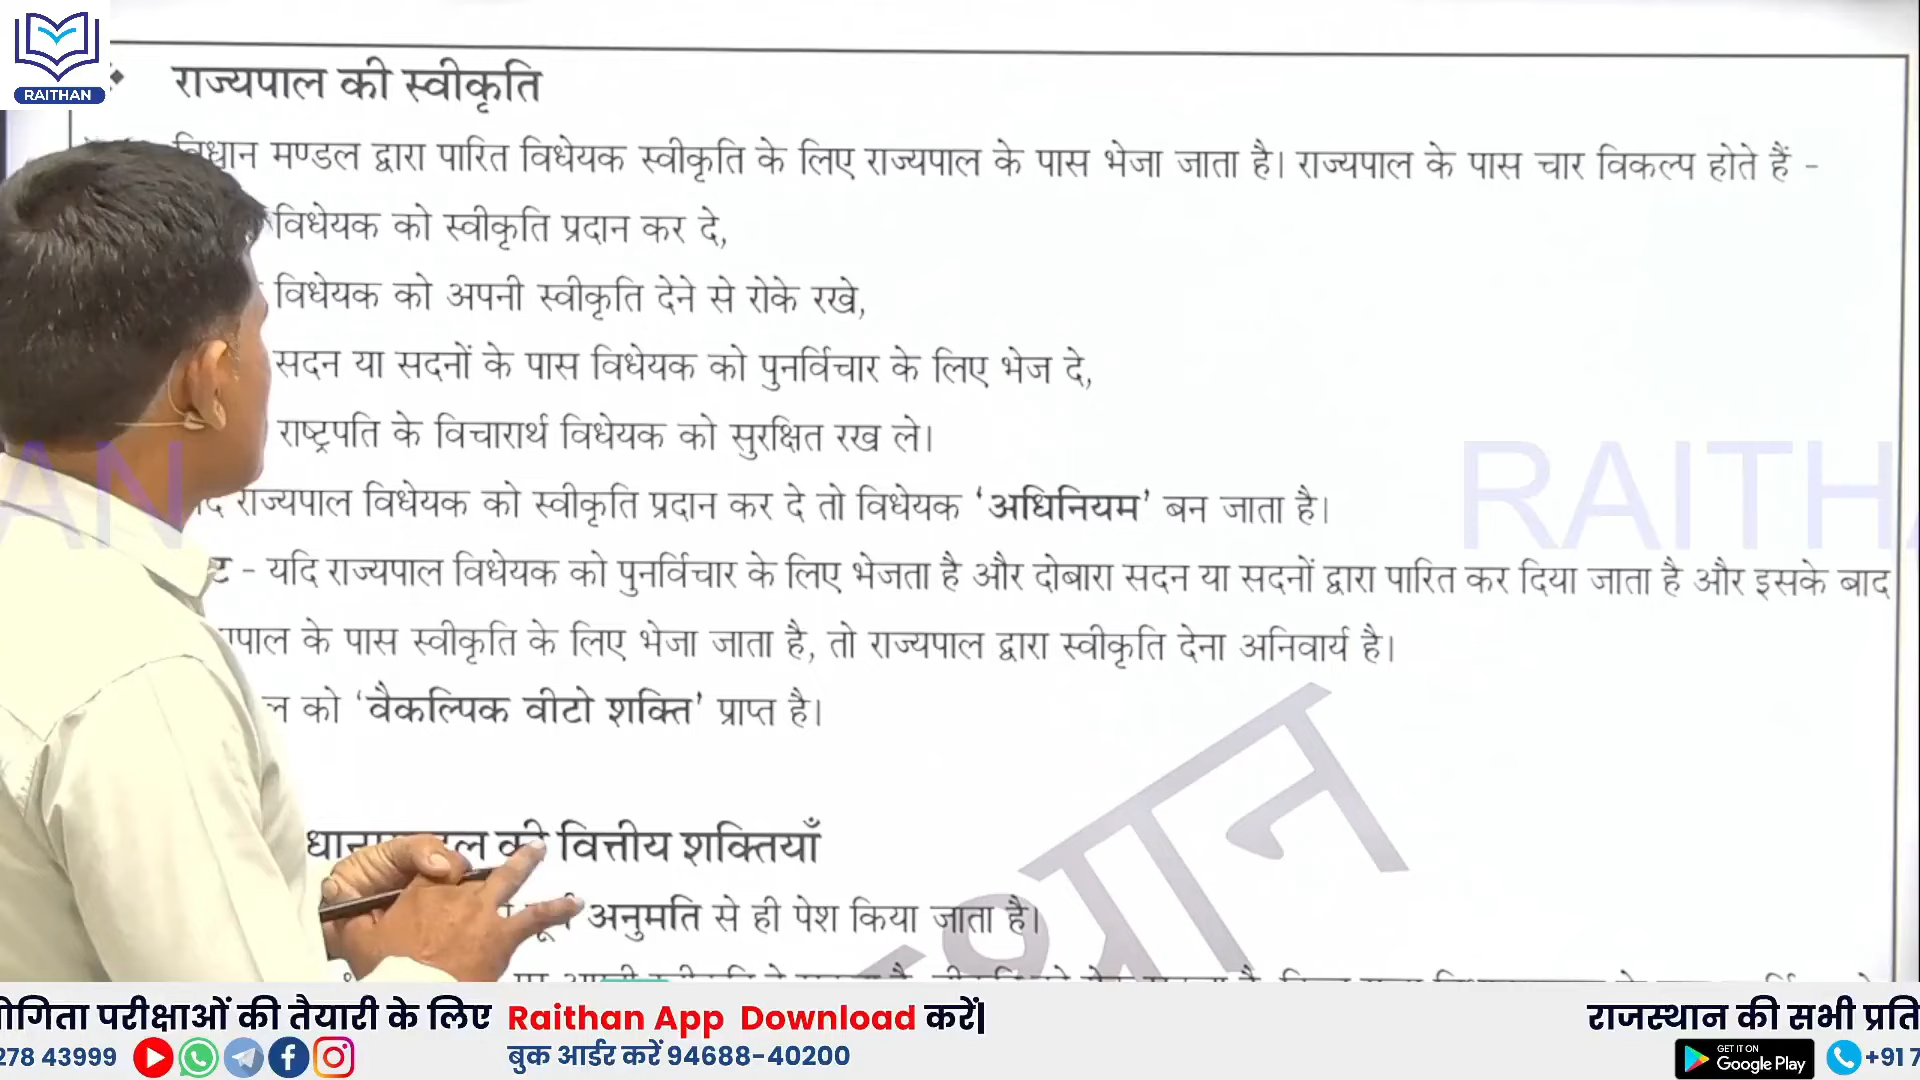 RAITHAN
राज्यपाल की स्वीकृति
विधान मण्डल द्वारा पारित विधेयक स्वीकृति के लिए राज्यपाल के पास भेजा जाता है। राज्यपाल के पास चार विकल्प होते हैं -
विधेयक को स्वीकृति प्रदान कर दे,
विधेयक को अपनी स्वीकृति देने से रोके रखे,
सदन या सदनों के पास विधेयक को पुनर्विचार के लिए भेज दे,
राष्ट्रपति के विचारार्थ विधेयक को सुरक्षित रख ले।
राज्यपाल विधेयक को स्वीकृति प्रदान कर दे तो विधेयक 'अधिनियम' बन जाता है।
- यदि राज्यपाल विधेयक को पुनर्विचार के लिए भेजता है और दोबारा सदन या सदनों द्वारा पारित कर दिया जाता है और इसके बाद
के पास स्वीकृति के लिए भेजा जाता है, तो राज्यपाल द्वारा स्वीकृति देना अनिवार्य है।
को 'वैकल्पिक वीटो शक्ति' प्राप्त है।
की वित्तीय शक्तियाँ
अनुमति से ही पेश किया जाता है।
के लिए Raithan App Download करें|
राजस्थान की सभी
परीक्षाओं की तैयारी
278 43999
बुक आर्डर करें 94688-40200
GET IT ON
Google Play
+91 7